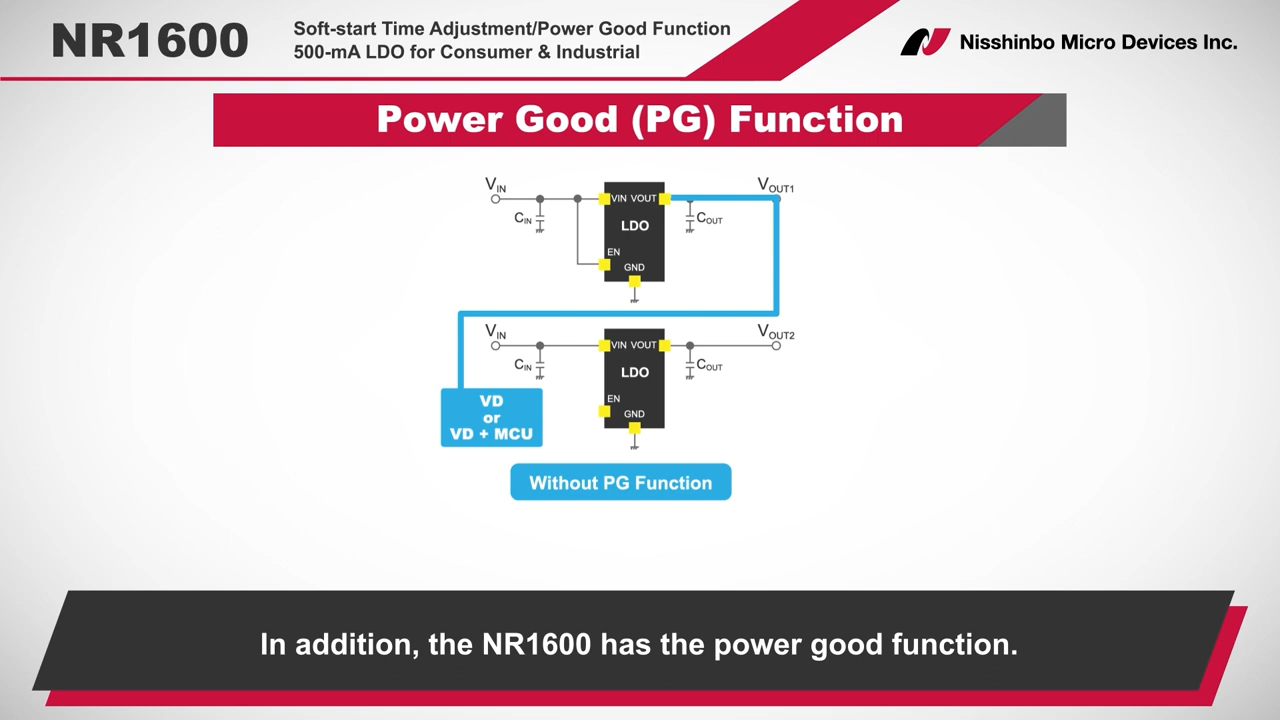 NR1600
Soft-start Time Adjustment/Power Good Function
500-mA LDO for Consumer & Industrial
Nisshinbo Micro Devices Inc.
Power Good (PG) Function
VIN
VOUT1
VIN VOUT
CIN
COUT
LDO
EN
GND
VIN
VOUT2
VIN VOUT
CIN
COUT
LDO
EN
GND
VD
or
VD + MCU
Without PG Function
In addition, the NR1600 has the power good function.